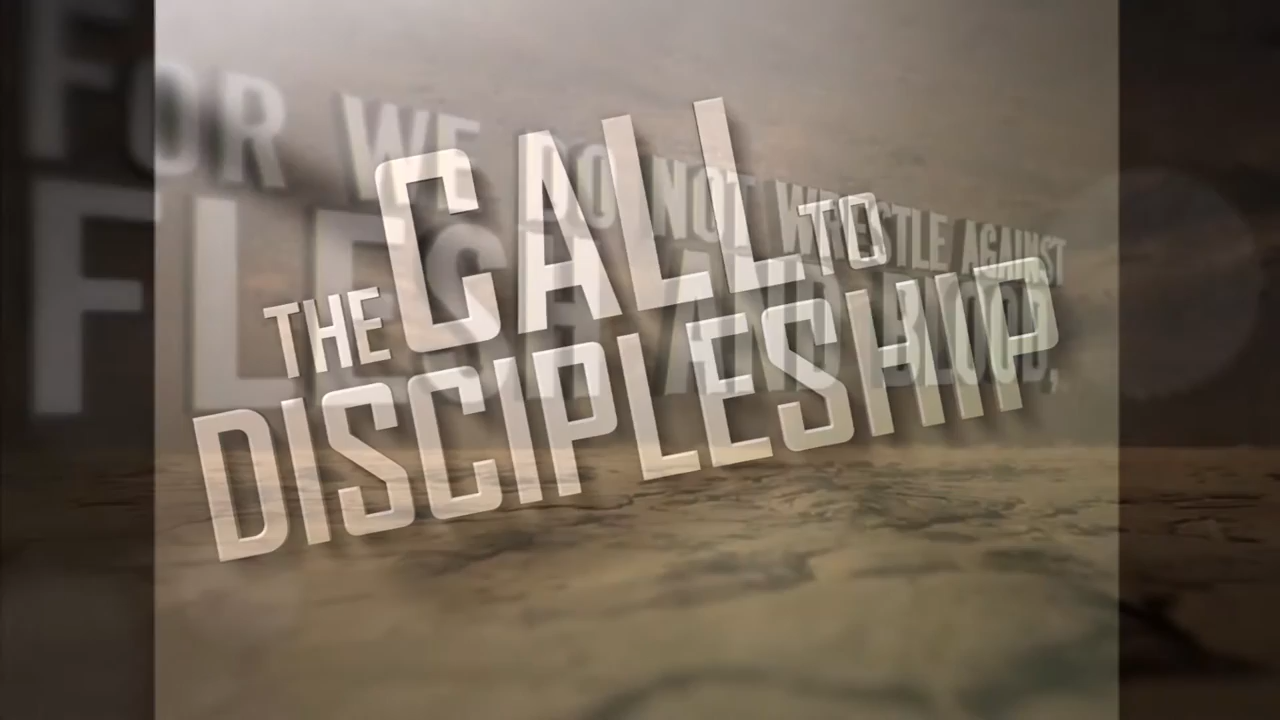 FOR WE DO NOT WRESTLE AGAINST
FLESH AND BLOOD,
THE CALL TO
DISCIPLESHIP